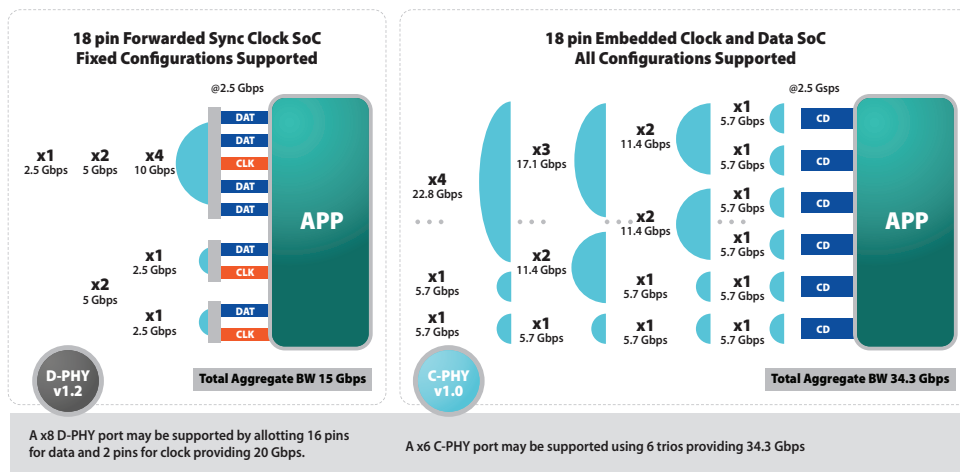 18 pin Forwarded Sync Clock SoC
Fixed Configurations Supported
@2.5 Gbps
DAT
DAT
x1
2.5 Gbps
x2
5 Gbps
x4
10 Gbps
CLK
DAT
DAT
APP
x1
2.5 Gbps
DAT
CLK
x2
5 Gbps
x1
2.5 Gbps
DAT
CLK
D-PHY
v1.2
Total Aggregate BW 15 Gbps
A x8 D-PHY port may be supported by allotting 16 pins
for data and 2 pins for clock providing 20 Gbps.
18 pin Embedded Clock and Data SoC
All Configurations Supported
@2.5 Gsps
x4
22.8 Gbps
x1
5.7 Gbps
x1
5.7 Gbps
x3
17.1 Gbps
x2
11.4 Gbps
x1
5.7 Gbps
x2
11.4 Gbps
x2
11.4 Gbps
x1
5.7 Gbps
x1
5.7 Gbps
x1
5.7 Gbps
x1
5.7 Gbps
x1
5.7 Gbps
x1
5.7 Gbps
x1
5.7 Gbps
x1
5.7 Gbps
CD
CD
CD
CD
CD
CD
APP
C-PHY
v1.0
Total Aggregate BW 34.3 Gbps
A x6 C-PHY port may be supported using 6 trios providing 34.3 Gbps